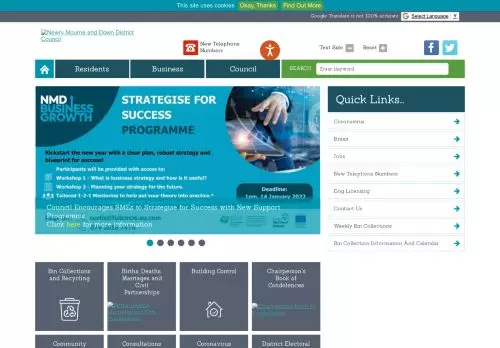 This site uses cookies Okay, Thanks Find Out More
Google Translate is not 100% accurate Select Language
Newry Mourne and Down District Council
New Telephone Numbers
Text Size Reset
Residents Business Council SEARCH Enter Keyword
NMD
BUSINESS
GROWTH
STRATEGISE FOR
SUCCESS
PROGRAMME
Kickstart the new year with a clear plan, robust strategy and
blueprint for success!
Participants will be provided with access to:
Workshop 1 - What is business strategy and how is it useful?
Workshop 2 - Planning your strategy for the future.
Tailored 1-2-1 Mentoring to help put your theory into practice."
Deadline:
1pm, 14 January 2022
Council Encourages SMEs to Strategise for Success with New Support
Programme
Click here for more information
Quick Links..
Coronavirus
Brexit
Jobs
New Telephone Numbers
Dog Licensing
Contact Us
Weekly Bin Collections
Bin Collection Information And Calendar
Bin Collections
and Recycling
Births, Deaths,
Marriages and
Civil
Partnerships
Building Control
Chairperson's
Book of
Condolences
Community
Consultations
Coronavirus
District Electoral